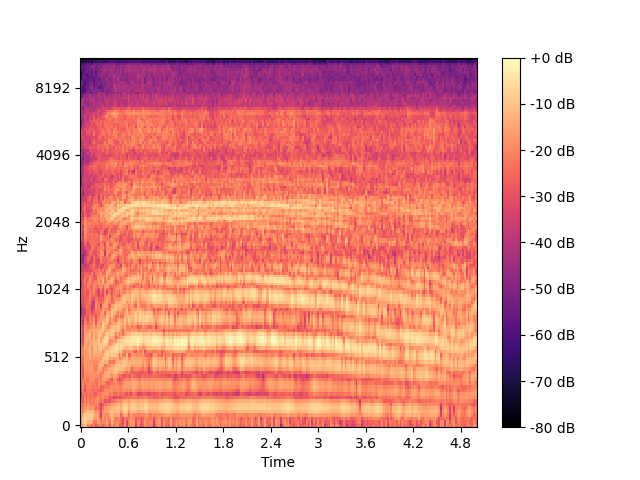 8192
4096
2048
1024
512
0
Hz
0 0.6 1.2 1.8 2.4 3 3.6 4.2 4.8
Time
+0 dB
-10 dB
-20 dB
-30 dB
-40 dB
-50 dB
-60 dB
-70 dB
-80 dB